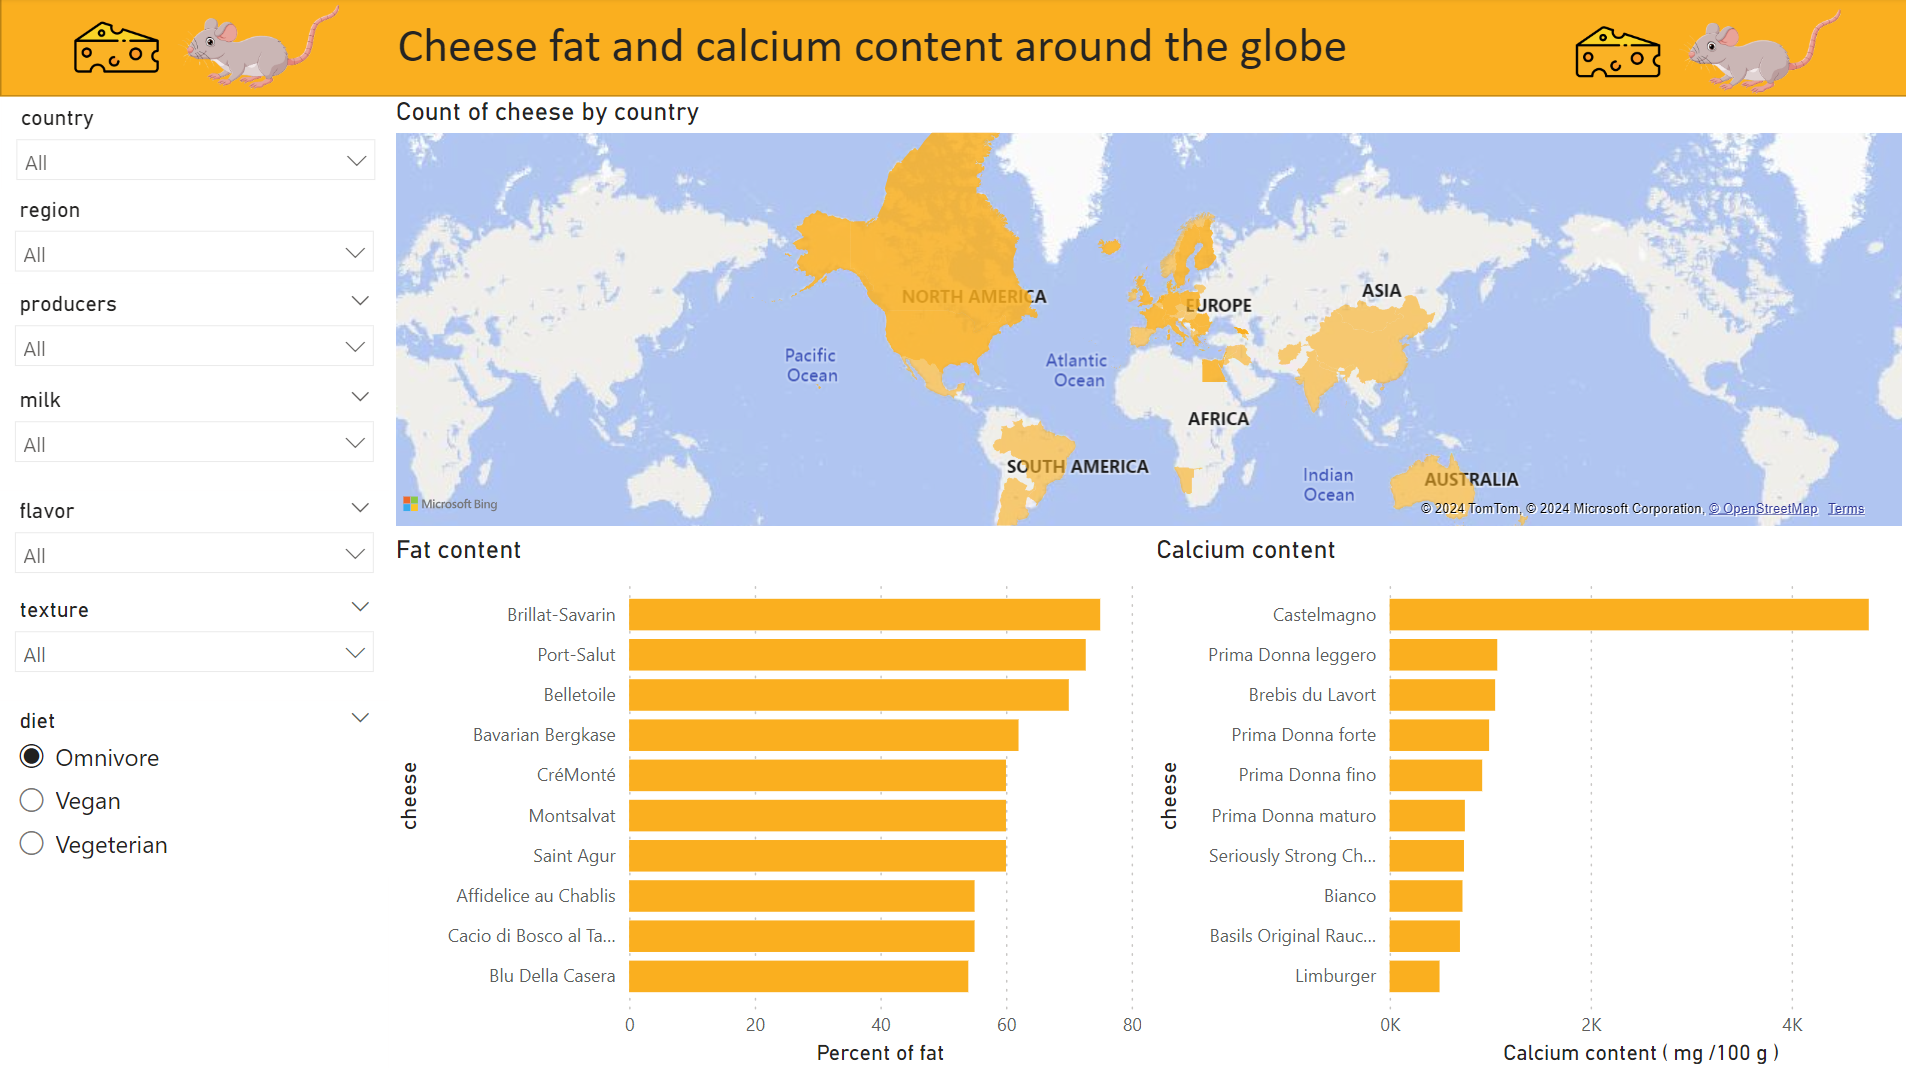 Cheese fat and calcium content around the globe
country
All
region
All
producers
All
milk
All
flavor
All
texture
All
diet
Omnivore
Vegan
Vegeterian
Count of cheese by country
NORTH AMERICA
EUROPE
ASIA
Pacific
Ocean
Atlantic
Ocean
AFRICA
SOUTH AMERICA
Indian
Ocean
AUSTRALIA
Microsoft Bing
© 2024 TomTom, © 2024 Microsoft Corporation, © OpenStreetMap Terms
Fat content
cheese
Brillat-Savarin
Port-Salut
Belletoile
Bavarian Bergkase
CréMonté
Montsalvat
Saint Agur
Affidelice au Chablis
Cacio di Bosco al Ta...
Blu Della Casera
0 20 40 60 80
Percent of fat
Calcium content
cheese
Castelmagno
Prima Donna leggero
Brebis du Lavort
Prima Donna forte
Prima Donna fino
Prima Donna maturo
Seriously Strong Ch...
Bianco
Basils Original Rauc...
Limburger
0K 2K 4K
Calcium content ( mg /100 g )